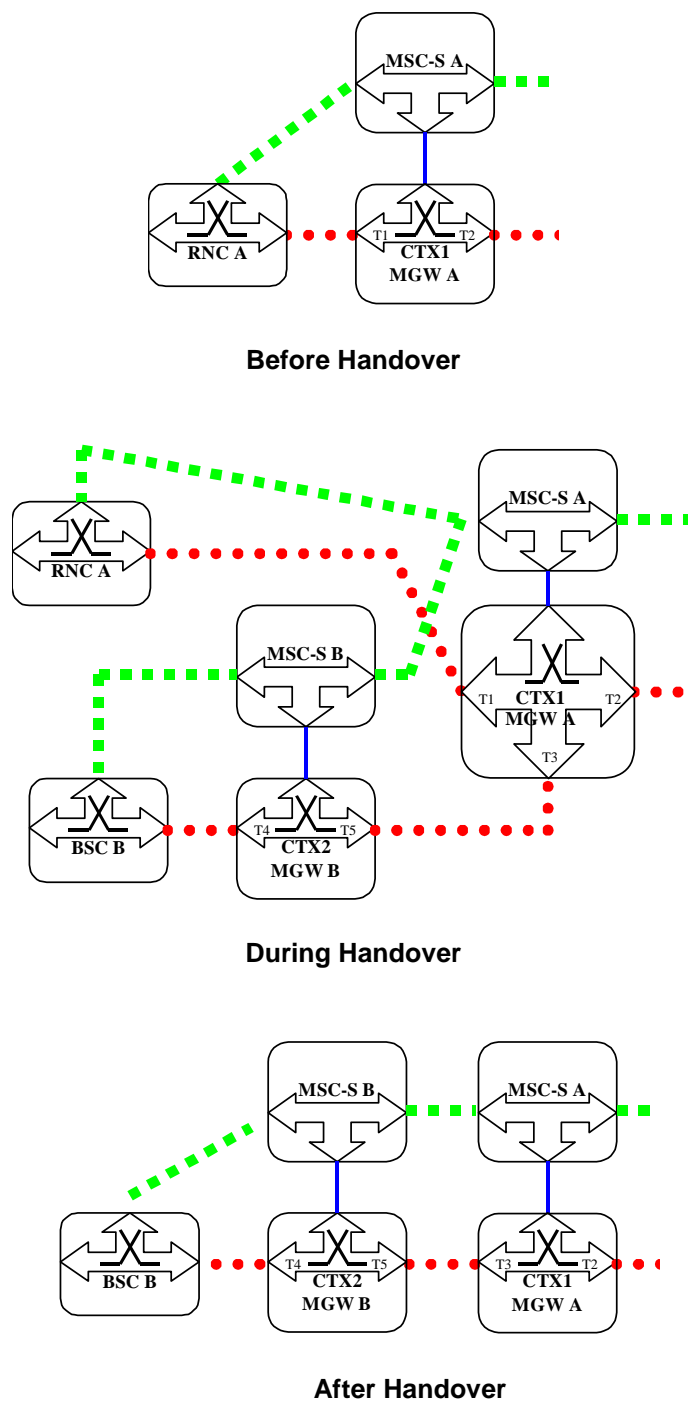 MSC-S A
RNC A
T1
T2
CTX1
MGW A
Before Handover
MSC-S A
RNC A
MSC-S B
T1
CTX1
T2
MGW A
T3
BSC B
T4
T5
CTX2
MGW B
During Handover
MSC-S B
MSC-S A
BSC B
T4
T5
CTX2
MGW B
T3
T2
CTX1
MGW A
After Handover